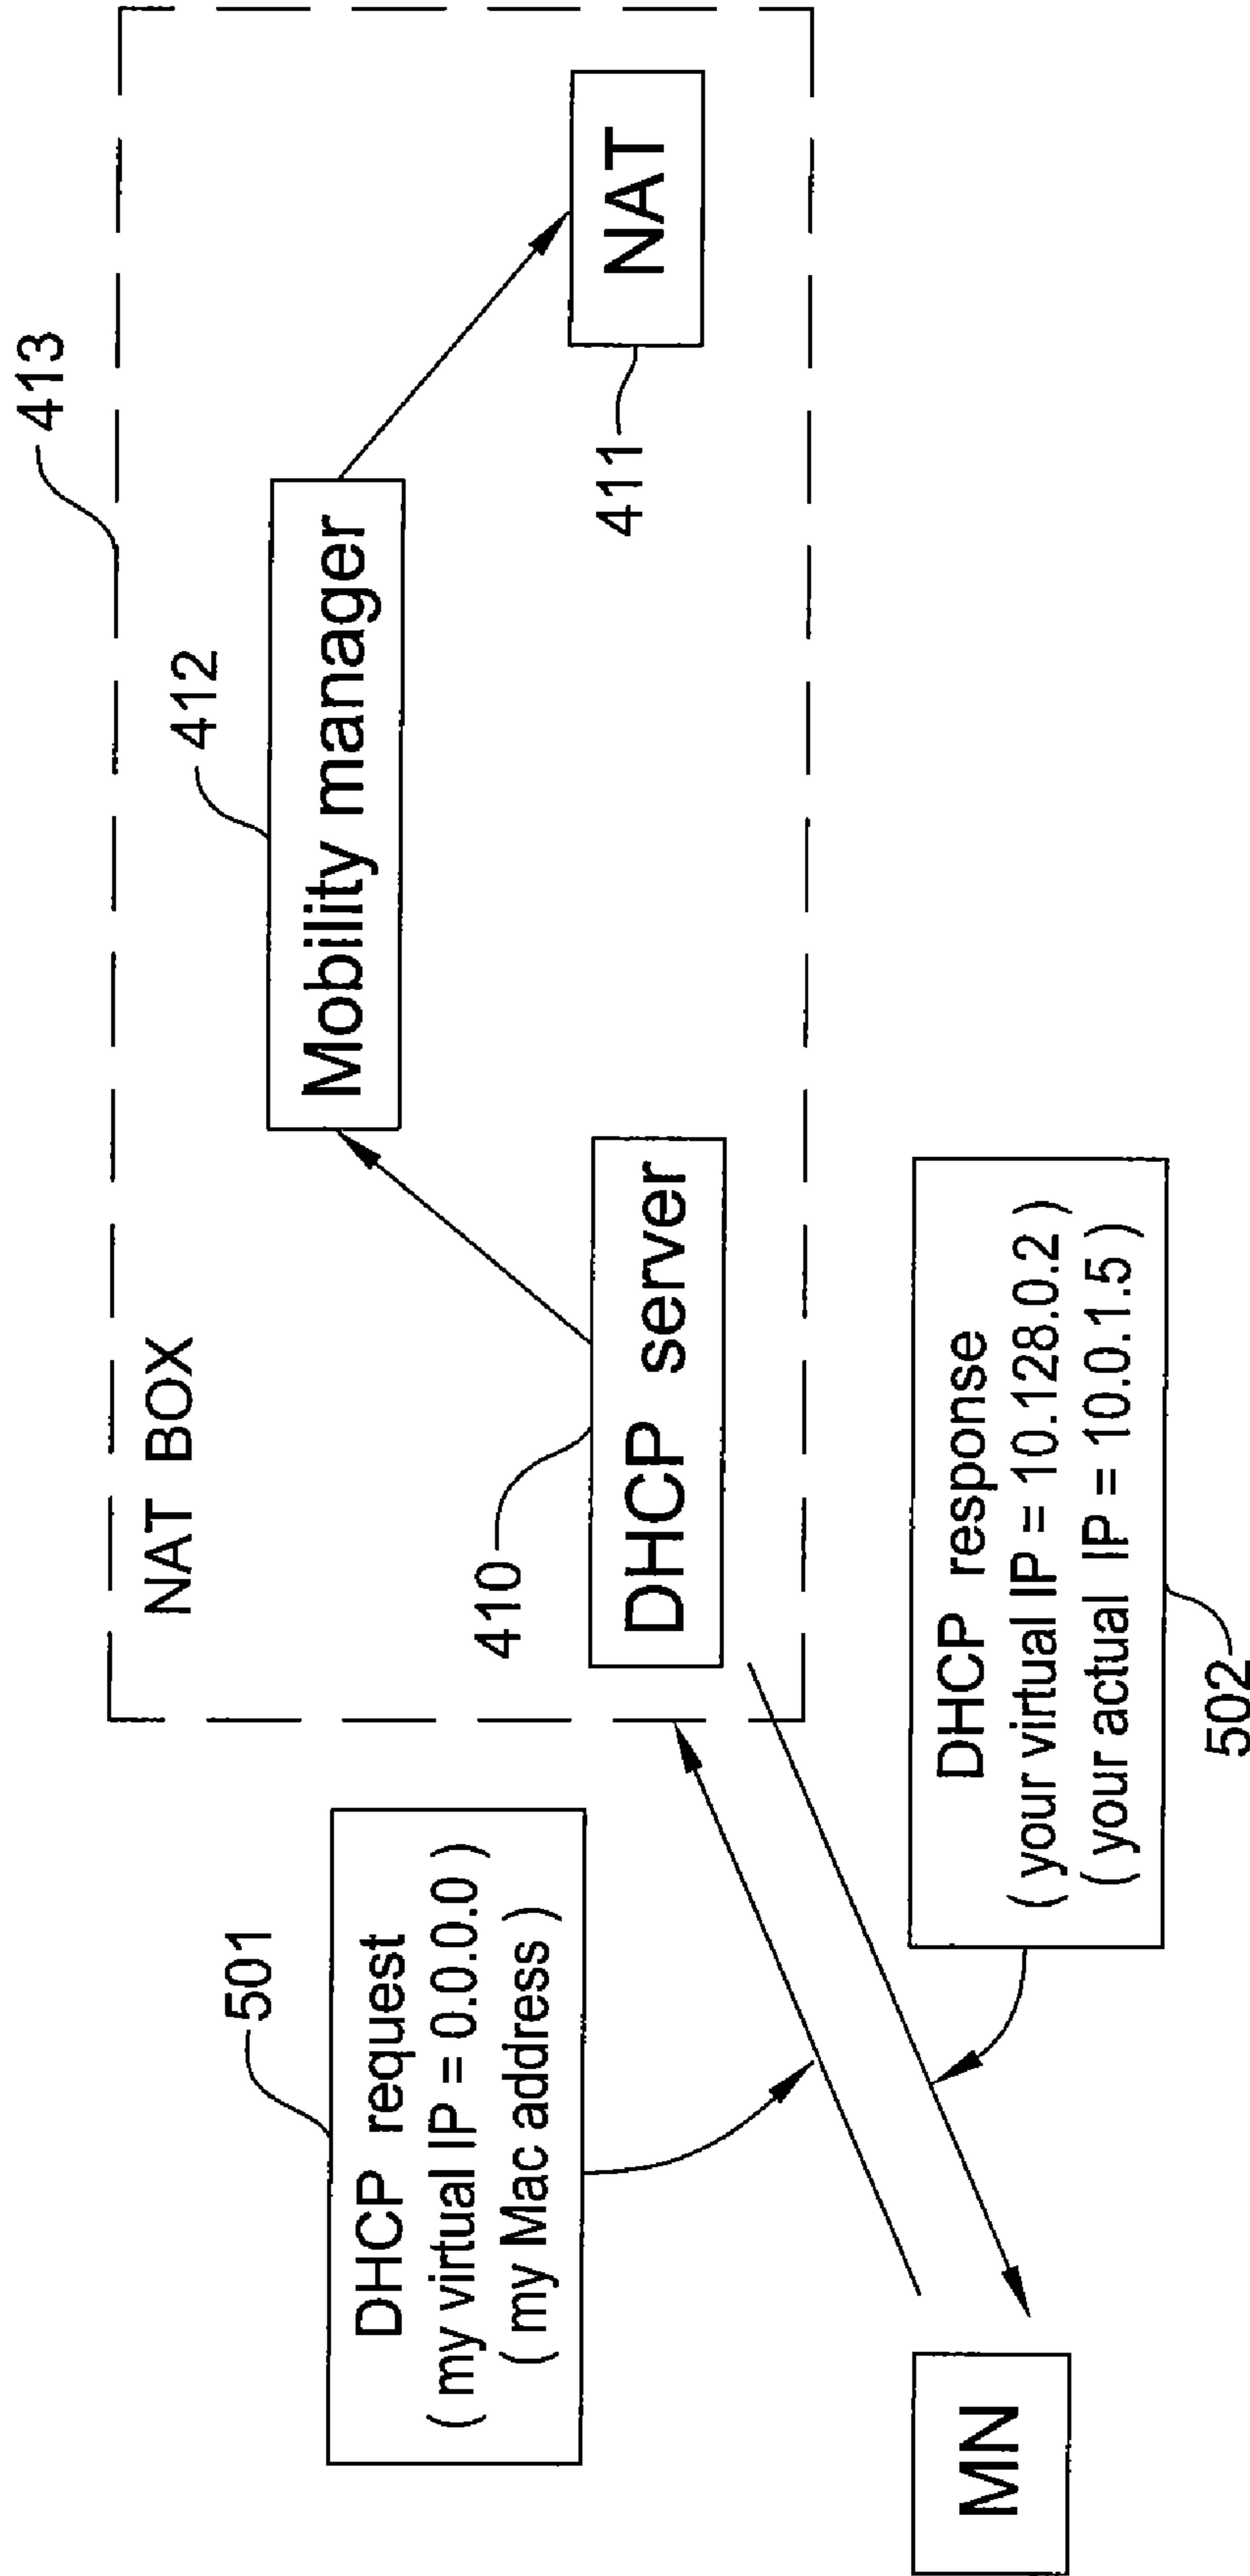 413
NAT BOX
412
Mobility manager
410
DHCP server
NAT
411
501
DHCP request
( my virtual IP = 0.0.0.0 )
( my Mac address )
DHCP response
( your virtual IP = 10.128.0.2 )
( your actual IP = 10.0.1.5 )
502
MN